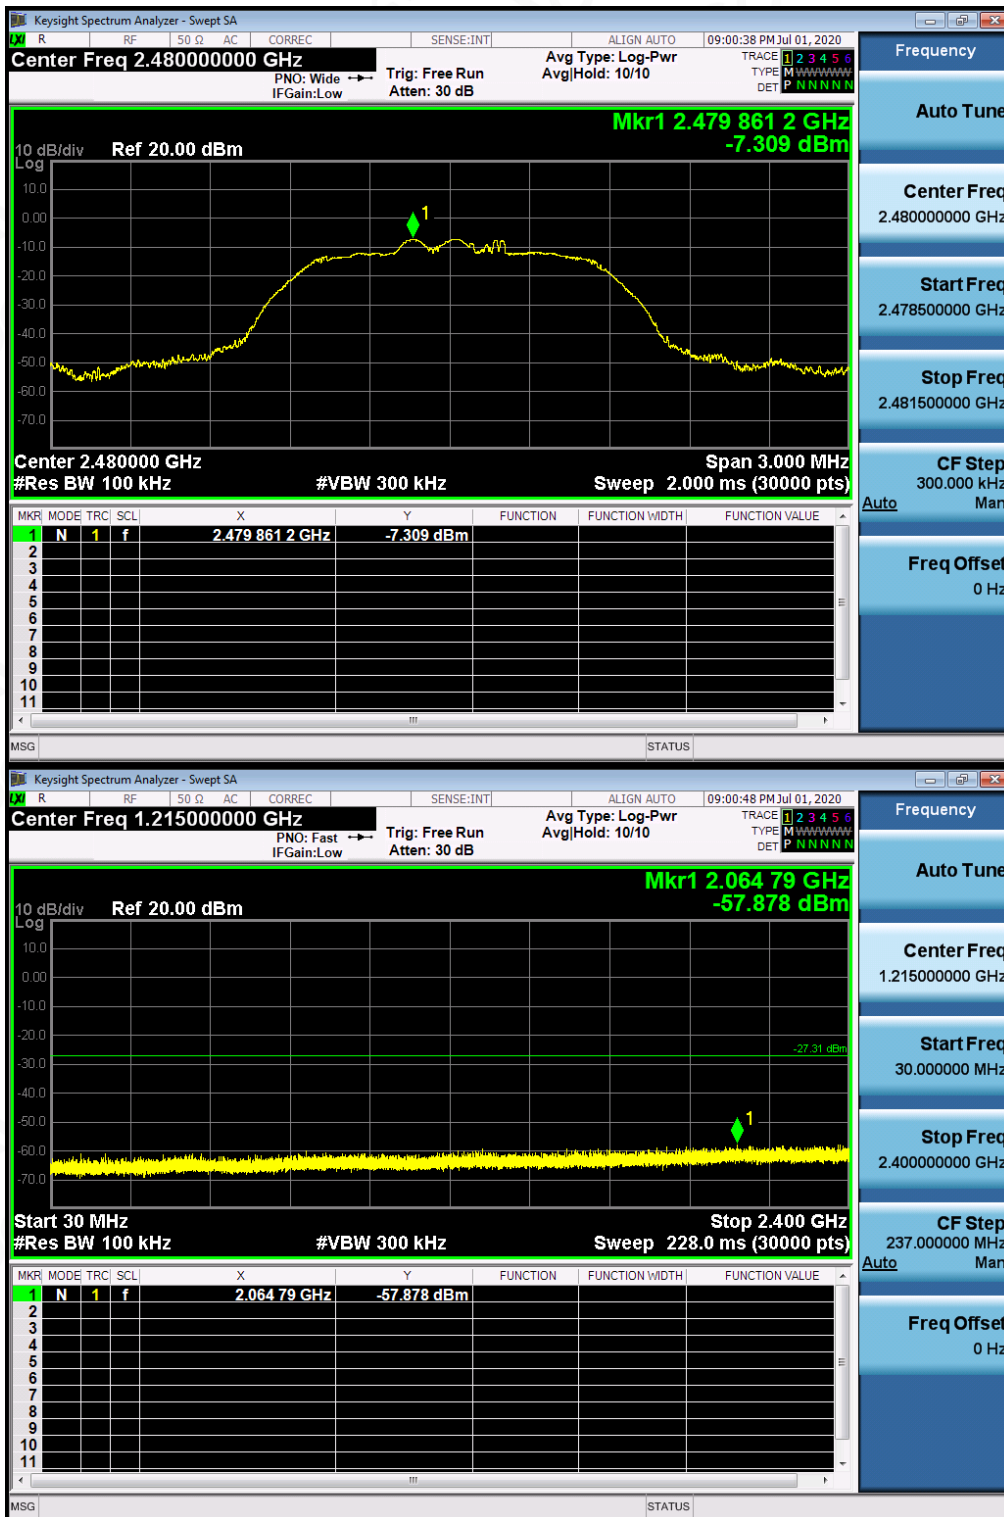 Keysight Spectrum Analyzer - Swept SA
LXI R RF 50 Ω AC CORREC SENSE:INT ALIGN AUTO 09:00:38 PM Jul 01, 2020
Center Freq 2.480000000 GHz
PNO: Wide
IFGain:Low
Trig: Free Run
Atten: 30 dB
Avg Type: Log-Pwr
Avg|Hold: 10/10
TRACE 1 2 3 4 5 6
TYPE M WWWWW
DET P N N N N N
Mkr1 2.479 861 2 GHz
-7.309 dBm
10 dB/div Ref 20.00 dBm
Log
10.0
0.00
-10.0
-20.0
-30.0
-40.0
-50.0
-60.0
-70.0
1
Center 2.480000 GHz Span 3.000 MHz
#Res BW 100 kHz #VBW 300 kHz Sweep 2.000 ms (30000 pts)
MKR MODE TRC SCL X Y FUNCTION FUNCTION WIDTH FUNCTION VALUE
1 N 1 f 2.479 861 2 GHz -7.309 dBm
2
3
4
5
6
7
8
9
10
11
MSG STATUS
Frequency
Auto Tune
Center Freq
2.480000000 GHz
Start Freq
2.478500000 GHz
Stop Freq
2.481500000 GHz
CF Step
300.000 kHz
Auto Man
Freq Offset
0 Hz
Keysight Spectrum Analyzer - Swept SA
LXI R RF 50 Ω AC CORREC SENSE:INT ALIGN AUTO 09:00:48 PM Jul 01, 2020
Center Freq 1.215000000 GHz
PNO: Fast
IFGain:Low
Trig: Free Run
Atten: 30 dB
Avg Type: Log-Pwr
Avg|Hold: 10/10
TRACE 1 2 3 4 5 6
TYPE M WWWWW
DET P N N N N N
Mkr1 2.064 79 GHz
-57.878 dBm
10 dB/div Ref 20.00 dBm
Log
10.0
0.00
-10.0
-20.0
-30.0
-40.0
-50.0
-60.0
-70.0
-27.31 dBm
1
Start 30 MHz Stop 2.400 GHz
#Res BW 100 kHz #VBW 300 kHz Sweep 228.0 ms (30000 pts)
MKR MODE TRC SCL X Y FUNCTION FUNCTION WIDTH FUNCTION VALUE
1 N 1 f 2.064 79 GHz -57.878 dBm
2
3
4
5
6
7
8
9
10
11
MSG STATUS
Frequency
Auto Tune
Center Freq
1.215000000 GHz
Start Freq
30.000000 MHz
Stop Freq
2.400000000 GHz
CF Step
237.000000 MHz
Auto Man
Freq Offset
0 Hz